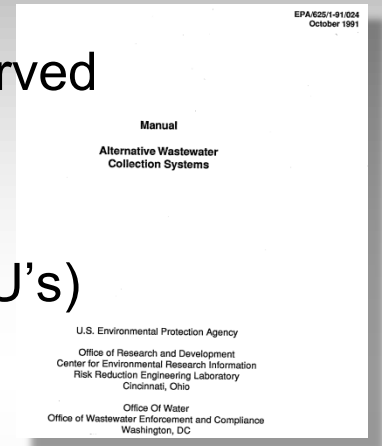 EPA/625/1-91/024
October 1991
rved
Manual
Alternative Wastewater
Collection Systems
U's)
U.S. Environmental Protection Agency
Office of Research and Development
Center for Environmental Research Information
Risk Reduction Engineering Laboratory
Cincinnati, Ohio
Office Of Water
Office of Wastewater Enforcement and Compliance
Washington, DC